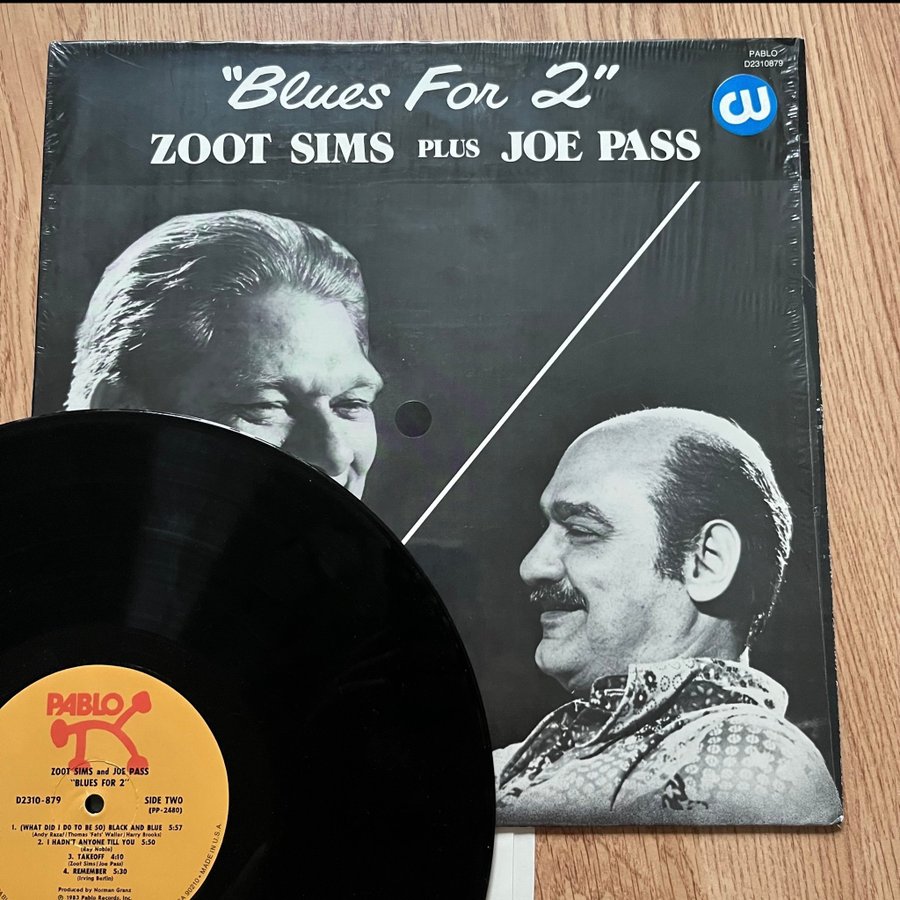 PABLO
D2310879
"Blues For 2"
ZOOT SIMS PLUS JOE PASS
PABLO
ZOOT SIMS and JOE PASS
"BLUES FOR 2"
D2310-879 SIDE TWO
(PP-2480)
1. (WHAT DID I DO TO BE SO) BLACK AND BLUE 5:57
(Andy Razaf/Thomas 'Fats' Waller/Harry Brooks)
2. I HADN'T ANYONE TILL YOU 5:50
(Ray Noble)
3. TAKEOFF 4:10
(Zoot Sims/Joe Pass)
4. REMEMBER 5:30
(Irving Berlin)
Produced by Norman Granz
© 1983 Pablo Records, Inc.
90210 • MADE IN U.S.A.